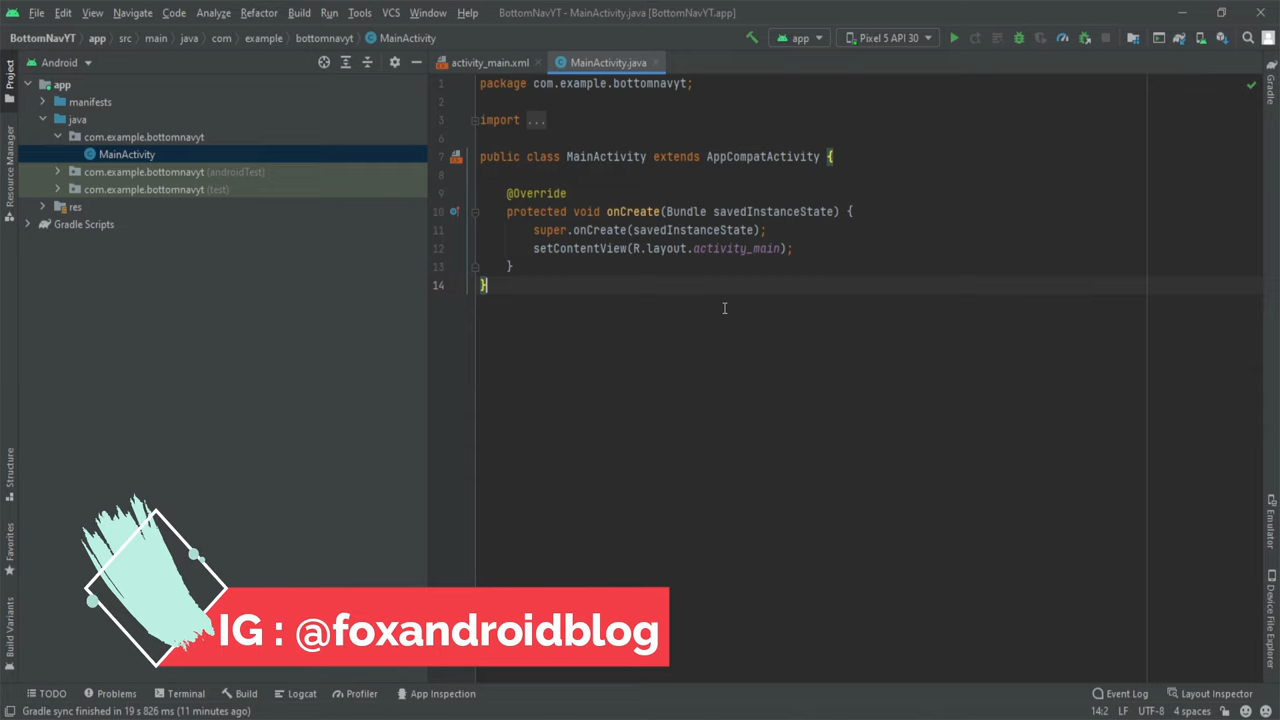 File Edit View Navigate Code Analyze Refactor Build Run Tools VCS Window Help BottomNavYT - MainActivity.java [BottomNavYT.app]
BottomNavYT app src main java com example bottomnavyt MainActivity app Pixel 5 API 30
Project
Resource Manager
Structure
Favorites
Build Variants
Android
app
manifests
java
com.example.bottomnavyt
MainActivity
com.example.bottomnavyt (androidTest)
com.example.bottomnavyt (test)
res
Gradle Scripts
activity_main.xml MainActivity.java
1 package com.example.bottomnavyt;
2
3 import ...
6
7 public class MainActivity extends AppCompatActivity {
8
9 @Override
10 protected void onCreate(Bundle savedInstanceState) {
11 super.onCreate(savedInstanceState);
12 setContentView(R.layout.activity_main);
13 }
14 }
Gradle
Emulator
Device File Explorer
IG : @foxandroidblog
TODO Problems Terminal Build Logcat Profiler App Inspection Event Log Layout Inspector
Gradle sync finished in 19 s 826 ms (11 minutes ago) 14:2 LF UTF-8 4 spaces